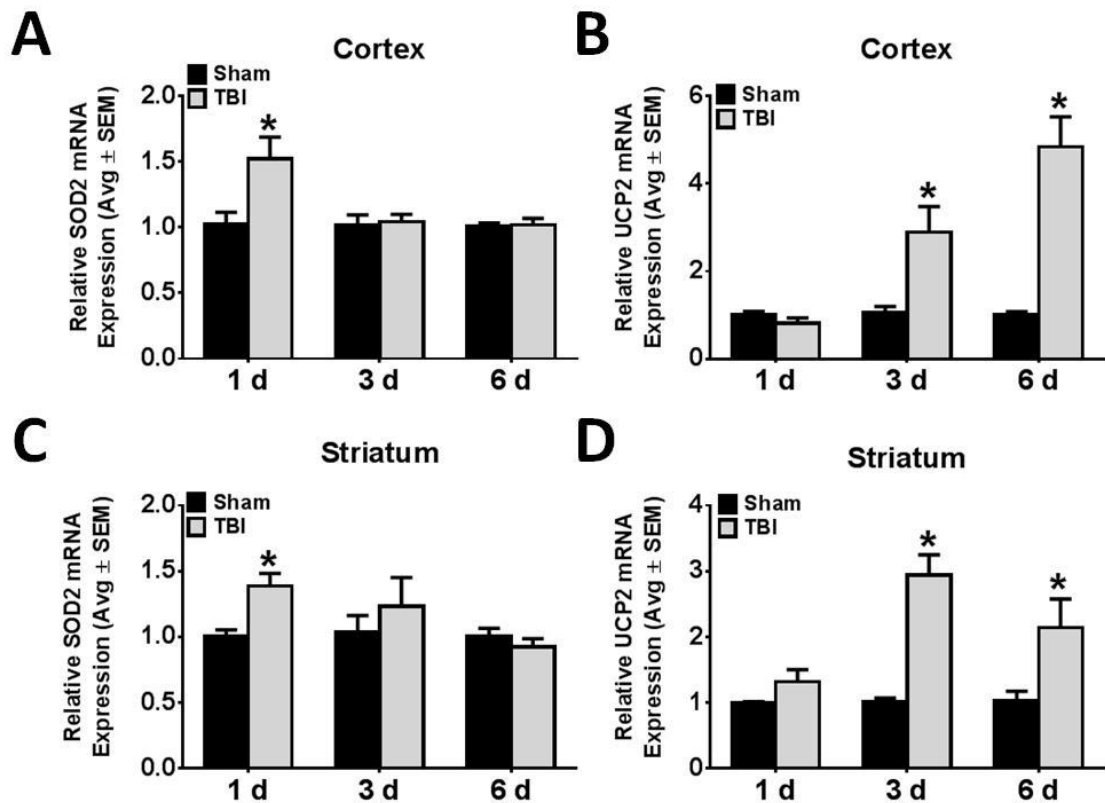 A
Cortex
Sham
TBI
Relative SOD2 mRNA
Expression (Avg ± SEM)
2.0
1.5
1.0
0.5
0.0
*
1 d 3 d 6 d
B
Cortex
Sham
TBI
Relative UCP2 mRNA
Expression (Avg ± SEM)
6
4
2
0
*
*
1 d 3 d 6 d
C
Striatum
Sham
TBI
Relative SOD2 mRNA
Expression (Avg ± SEM)
2.0
1.5
1.0
0.5
0.0
*
1 d 3 d 6 d
D
Striatum
Sham
TBI
Relative UCP2 mRNA
Expression (Avg ± SEM)
4
3
2
1
0
*
*
1 d 3 d 6 d